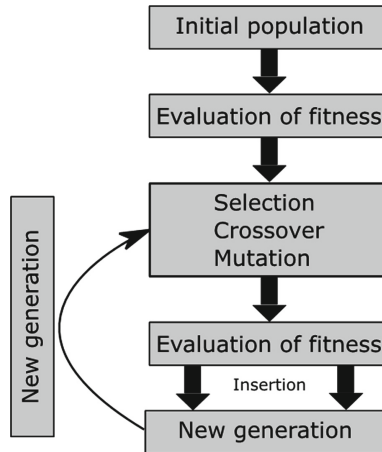 Initial population
Evaluation of fitness
Selection
Crossover
Mutation
New generation
Evaluation of fitness
Insertion
New generation